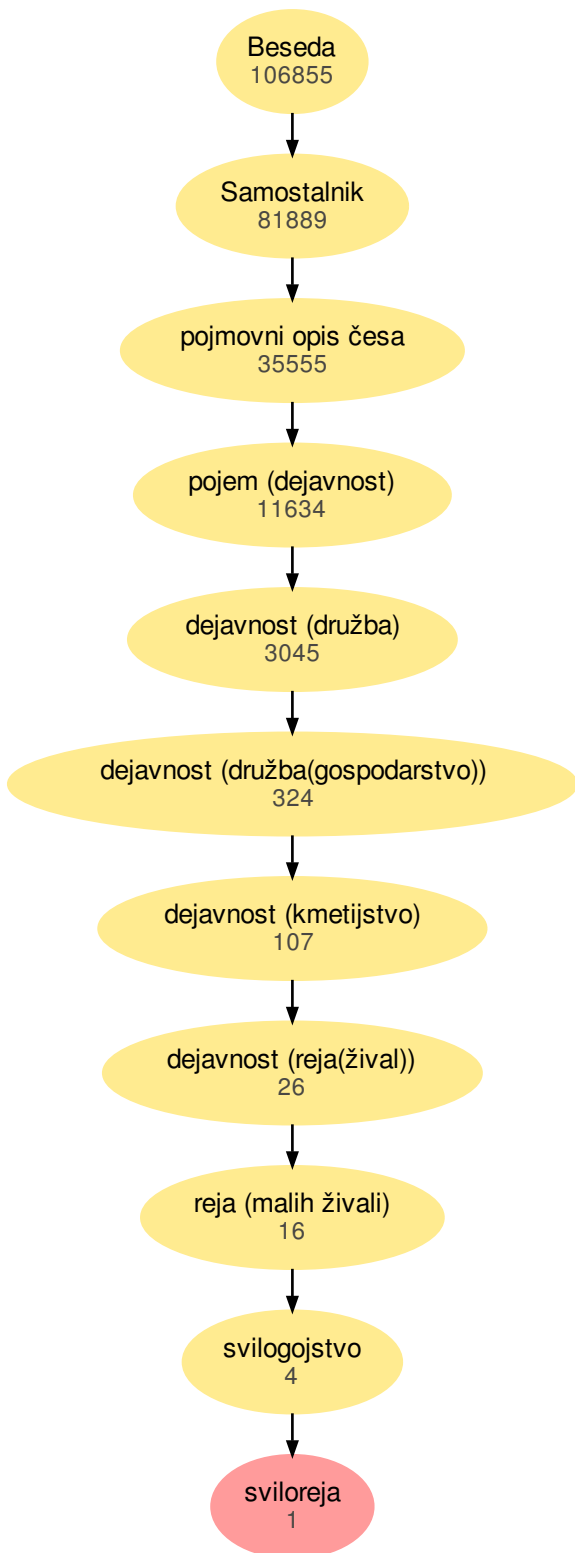 Beseda
106855
Samostalnik
81889
pojmovni opis česa
35555
pojem (dejavnost)
11634
dejavnost (družba)
3045
dejavnost (družba(gospodarstvo))
324
dejavnost (kmetijstvo)
107
dejavnost (reja(žival))
26
reja (malih živali)
16
svilogojstvo
4
sviloreja
1